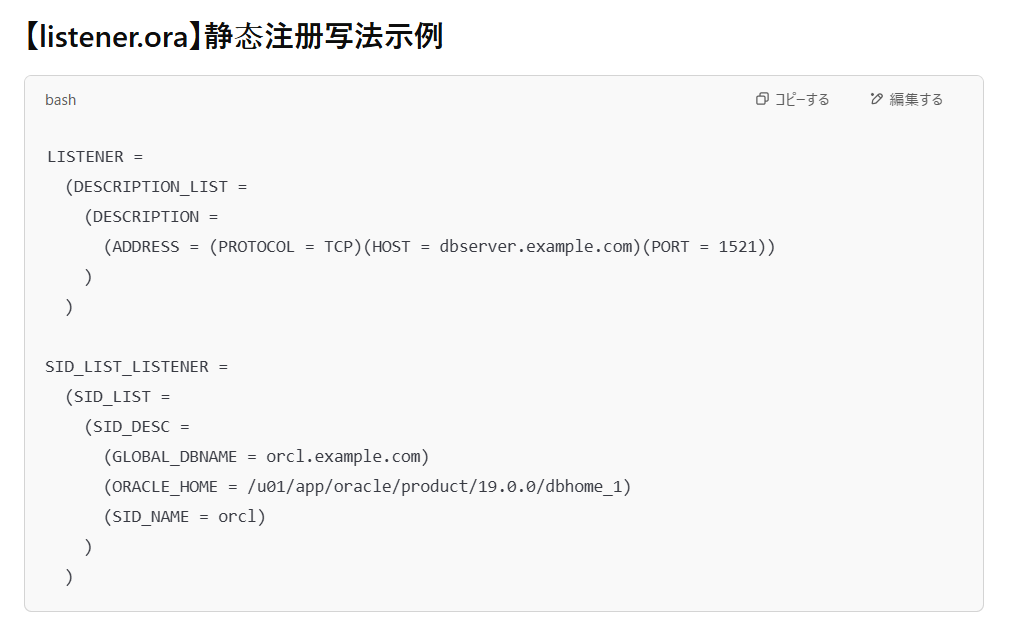 【listener.ora】静态注册写法示例
bash
コピーする
編集する
LISTENER =
(DESCRIPTION_LIST =
(DESCRIPTION =
(ADDRESS = (PROTOCOL = TCP)(HOST = dbserver.example.com)(PORT = 1521))
)
)
SID_LIST_LISTENER =
(SID_LIST =
(SID_DESC =
(GLOBAL_DBNAME = orcl.example.com)
(ORACLE_HOME = /u01/app/oracle/product/19.0.0/dbhome_1)
(SID_NAME = orcl)
)
)